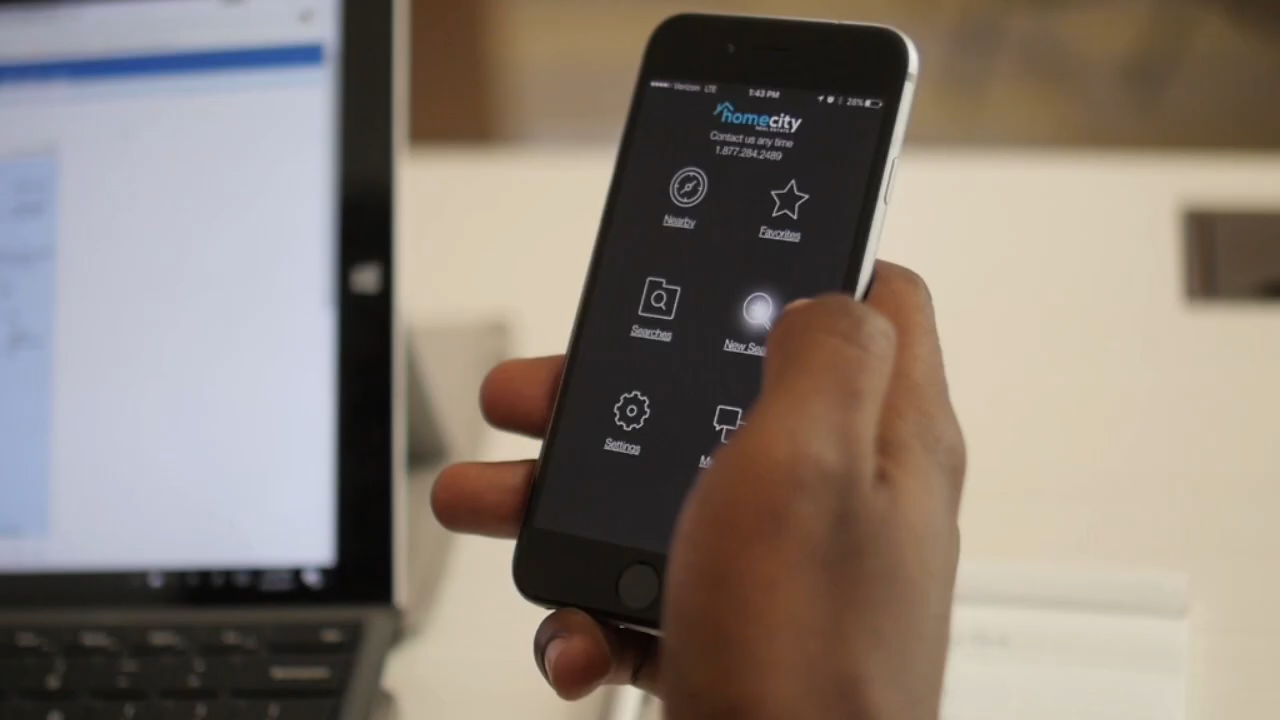 Verizon LTE 1:43 PM 28%
homecity
REAL ESTATE
Contact us any time
1.877.284.2489
Nearby Favorites
Searches New Sea
Settings M